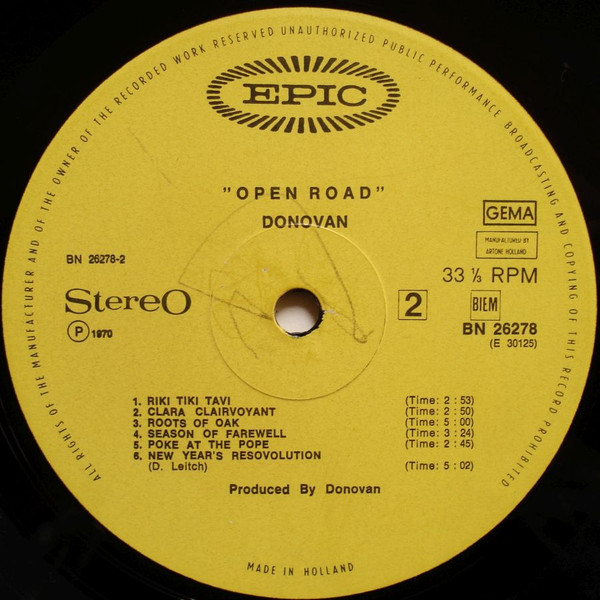 ALL RIGHTS OF THE MANUFACTURER AND OF THE OWNER OF THE RECORDED WORK RESERVED UNAUTHORIZED PUBLIC PERFORMANCE BROADCASTING AND COPYING OF THIS RECORD PROHIBITED
EPIC
"OPEN ROAD"
DONOVAN
GEMA
MANUFACTURED BY
ARTONE HOLLAND
BN 26278-2
33 ⅓ RPM
Stereo
2
BIEM
Ⓟ 1970
BN 26278
(E 30125)
1. RIKI TIKI TAVI (Time: 2 : 53)
2. CLARA CLAIRVOYANT (Time: 2 : 50)
3. ROOTS OF OAK (Time: 5 : 00)
4. SEASON OF FAREWELL (Time: 3 : 24)
5. POKE AT THE POPE (Time: 2 : 45)
6. NEW YEAR'S RESOVOLUTION
(D. Leitch) (Time: 5 : 02)
Produced By Donovan
MADE IN HOLLAND